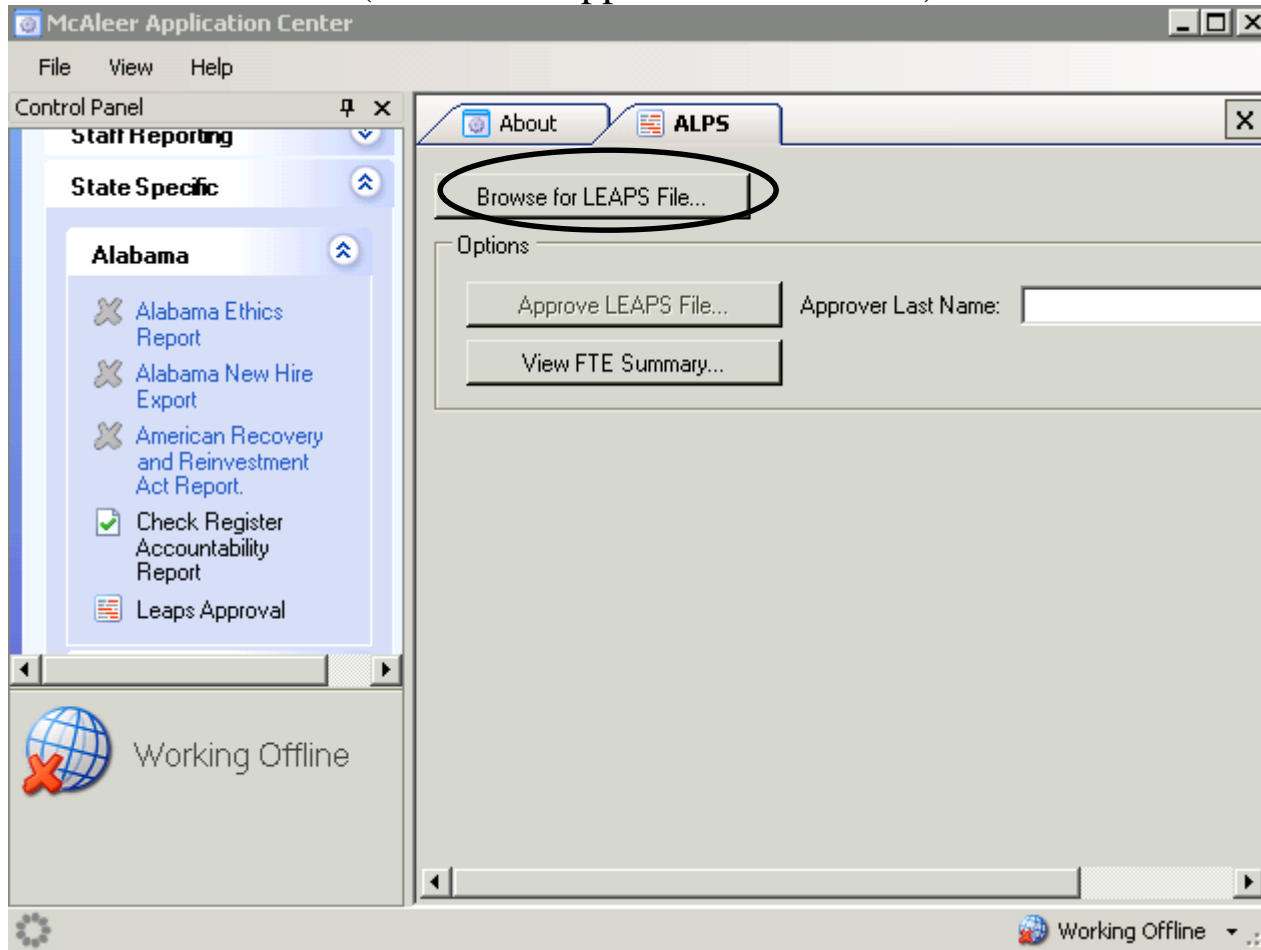 McAleer Application Center
File View Help
Control Panel
Staff Reporting
State Specific
Alabama
Alabama Ethics
Report
Alabama New Hire
Export
American Recovery
and Reinvestment
Act Report.
Check Register
Accountability
Report
Leaps Approval
Working Offline
About ALPS
Browse for LEAPS File...
Options
Approve LEAPS File... Approver Last Name:
View FTE Summary...
Working Offline